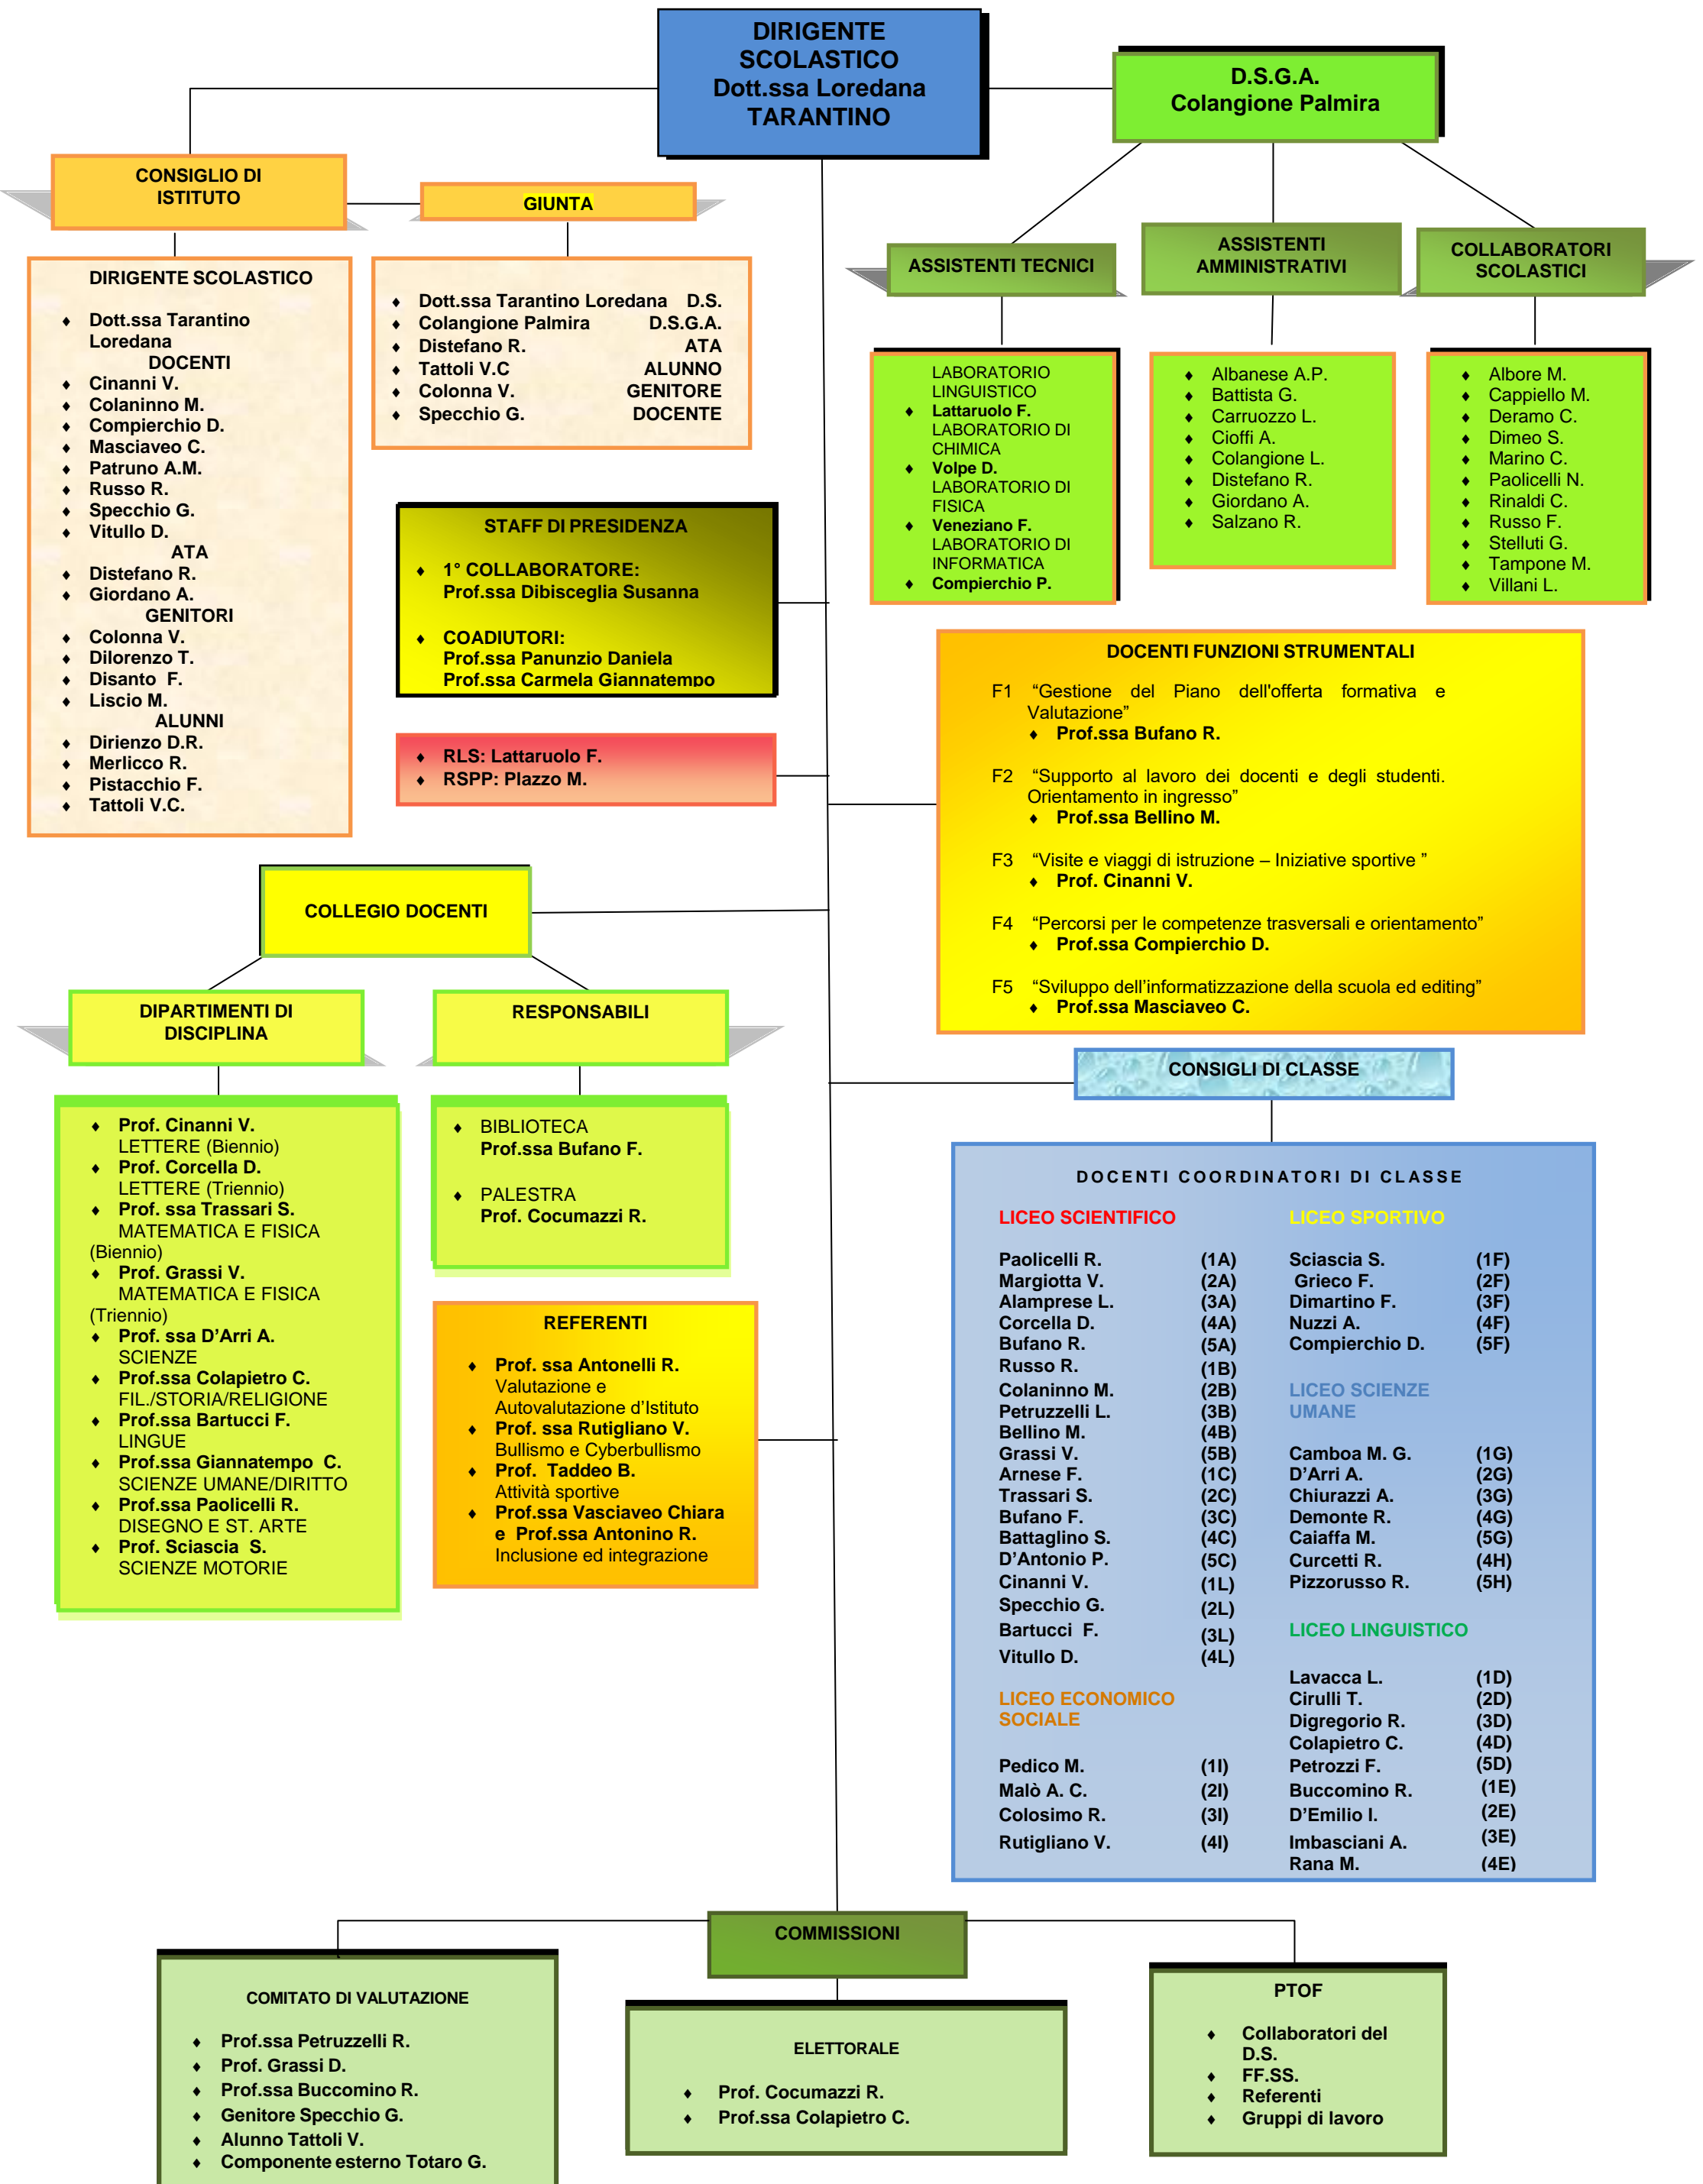 DIRIGENTE
SCOLASTICO
Dott.ssa Loredana
TARANTINO
D.S.G.A.
Colangione Palmira
CONSIGLIO DI
ISTITUTO
GIUNTA
DIRIGENTE SCOLASTICO
♦ Dott.ssa Tarantino
Loredana
DOCENTI
♦ Cinanni V.
♦ Colaninno M.
♦ Compierchio D.
♦ Masciaveo C.
♦ Patruno A.M.
♦ Russo R.
♦ Specchio G.
♦ Vitullo D.
ATA
♦ Distefano R.
♦ Giordano A.
GENITORI
♦ Colonna V.
♦ Dilorenzo T.
♦ Disanto F.
♦ Liscio M.
ALUNNI
♦ Dirienzo D.R.
♦ Merlicco R.
♦ Pistacchio F.
♦ Tattoli V.C.
♦ Dott.ssa Tarantino Loredana D.S.
♦ Colangione Palmira D.S.G.A.
♦ Distefano R. ATA
♦ Tattoli V.C ALUNNO
♦ Colonna V. GENITORE
♦ Specchio G. DOCENTE
ASSISTENTI TECNICI
ASSISTENTI
AMMINISTRATIVI
COLLABORATORI
SCOLASTICI
LABORATORIO
LINGUISTICO
♦ Lattaruolo F.
LABORATORIO DI
CHIMICA
♦ Volpe D.
LABORATORIO DI
FISICA
♦ Veneziano F.
LABORATORIO DI
INFORMATICA
♦ Compierchio P.
♦ Albanese A.P.
♦ Battista G.
♦ Carruozzo L.
♦ Cioffi A.
♦ Colangione L.
♦ Distefano R.
♦ Giordano A.
♦ Salzano R.
♦ Albore M.
♦ Cappiello M.
♦ Deramo C.
♦ Dimeo S.
♦ Marino C.
♦ Paolicelli N.
♦ Rinaldi C.
♦ Russo F.
♦ Stelluti G.
♦ Tampone M.
♦ Villani L.
STAFF DI PRESIDENZA
♦ 1° COLLABORATORE:
Prof.ssa Dibisceglia Susanna
♦ COADIUTORI:
Prof.ssa Panunzio Daniela
Prof.ssa Carmela Giannatempo
♦ RLS: Lattaruolo F.
♦ RSPP: Plazzo M.
DOCENTI FUNZIONI STRUMENTALI
F1 “Gestione del Piano dell'offerta formativa e
Valutazione”
♦ Prof.ssa Bufano R.
F2 “Supporto al lavoro dei docenti e degli studenti.
Orientamento in ingresso”
♦ Prof.ssa Bellino M.
F3 “Visite e viaggi di istruzione – Iniziative sportive ”
♦ Prof. Cinanni V.
F4 “Percorsi per le competenze trasversali e orientamento”
♦ Prof.ssa Compierchio D.
F5 “Sviluppo dell’informatizzazione della scuola ed editing”
♦ Prof.ssa Masciaveo C.
COLLEGIO DOCENTI
DIPARTIMENTI DI
DISCIPLINA
RESPONSABILI
♦ Prof. Cinanni V.
LETTERE (Biennio)
♦ Prof. Corcella D.
LETTERE (Triennio)
♦ Prof. ssa Trassari S.
MATEMATICA E FISICA
(Biennio)
♦ Prof. Grassi V.
MATEMATICA E FISICA
(Triennio)
♦ Prof. ssa D’Arri A.
SCIENZE
♦ Prof.ssa Colapietro C.
FIL./STORIA/RELIGIONE
♦ Prof.ssa Bartucci F.
LINGUE
♦ Prof.ssa Giannatempo C.
SCIENZE UMANE/DIRITTO
♦ Prof.ssa Paolicelli R.
DISEGNO E ST. ARTE
♦ Prof. Sciascia S.
SCIENZE MOTORIE
♦ BIBLIOTECA
Prof.ssa Bufano F.
♦ PALESTRA
Prof. Cocumazzi R.
REFERENTI
♦ Prof. ssa Antonelli R.
Valutazione e
Autovalutazione d’Istituto
♦ Prof. ssa Rutigliano V.
Bullismo e Cyberbullismo
♦ Prof. Taddeo B.
Attività sportive
♦ Prof.ssa Vasciaveo Chiara
e Prof.ssa Antonino R.
Inclusione ed integrazione
CONSIGLI DI CLASSE
DOCENTI COORDINATORI DI CLASSE
LICEO SCIENTIFICO
Paolicelli R. (1A)
Margiotta V. (2A)
Alamprese L. (3A)
Corcella D. (4A)
Bufano R. (5A)
Russo R. (1B)
Colaninno M. (2B)
Petruzzelli L. (3B)
Bellino M. (4B)
Grassi V. (5B)
Arnese F. (1C)
Trassari S. (2C)
Bufano F. (3C)
Battaglino S. (4C)
D’Antonio P. (5C)
Cinanni V. (1L)
Specchio G. (2L)
Bartucci F. (3L)
Vitullo D. (4L)
LICEO ECONOMICO
SOCIALE
Pedico M. (1I)
Malò A. C. (2I)
Colosimo R. (3I)
Rutigliano V. (4I)
LICEO SPORTIVO
Sciascia S. (1F)
Grieco F. (2F)
Dimartino F. (3F)
Nuzzi A. (4F)
Compierchio D. (5F)
LICEO SCIENZE
UMANE
Camboa M. G. (1G)
D’Arri A. (2G)
Chiurazzi A. (3G)
Demonte R. (4G)
Caiaffa M. (5G)
Curcetti R. (4H)
Pizzorusso R. (5H)
LICEO LINGUISTICO
Lavacca L. (1D)
Cirulli T. (2D)
Digregorio R. (3D)
Colapietro C. (4D)
Petrozzi F. (5D)
Buccomino R. (1E)
D’Emilio I. (2E)
Imbasciani A. (3E)
Rana M. (4E)
COMMISSIONI
COMITATO DI VALUTAZIONE
♦ Prof.ssa Petruzzelli R.
♦ Prof. Grassi D.
♦ Prof.ssa Buccomino R.
♦ Genitore Specchio G.
♦ Alunno Tattoli V.
♦ Componente esterno Totaro G.
ELETTORALE
♦ Prof. Cocumazzi R.
♦ Prof.ssa Colapietro C.
PTOF
♦ Collaboratori del
D.S.
♦ FF.SS.
♦ Referenti
♦ Gruppi di lavoro